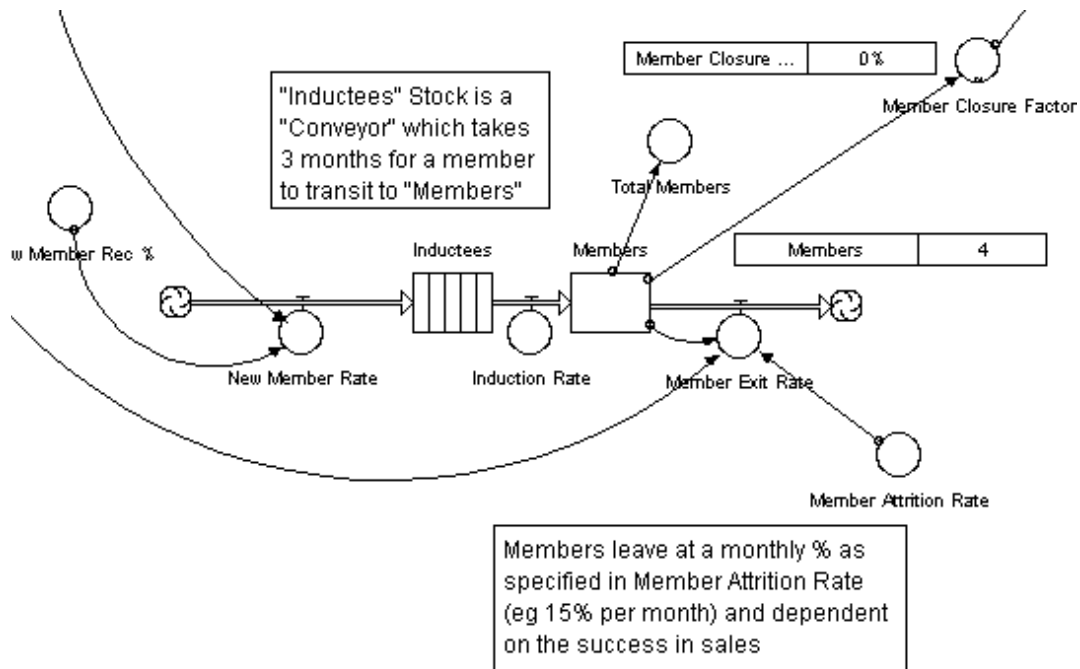 Member Closure ... 0%
Member Closure Factor
"Inductees" Stock is a
"Conveyor" which takes
3 months for a member
to transit to "Members"
Total Members
w Member Rec %
Inductees
Members
Members 4
New Member Rate
Induction Rate
Member Exit Rate
Member Attrition Rate
Members leave at a monthly % as
specified in Member Attrition Rate
(eg 15% per month) and dependent
on the success in sales